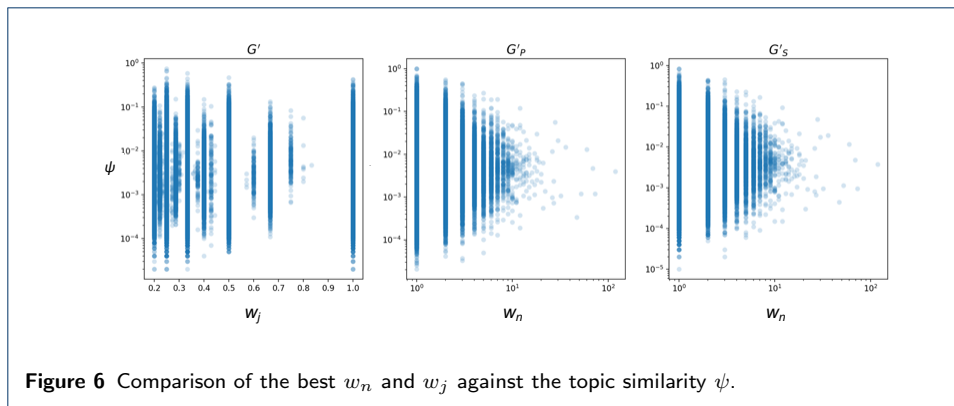 G′ G′P G′S
10⁰ 10⁰ 10⁰
10⁻¹ 10⁻¹ 10⁻¹
ψ 10⁻² 10⁻² 10⁻²
10⁻³ 10⁻³ 10⁻³
10⁻⁴ 10⁻⁴ 10⁻⁴
10⁻⁵
0.2 0.3 0.4 0.5 0.6 0.7 0.8 0.9 1.0 10⁰ 10¹ 10² 10⁰ 10¹ 10²
wj wn wn
Figure 6 Comparison of the best wn and wj against the topic similarity ψ.